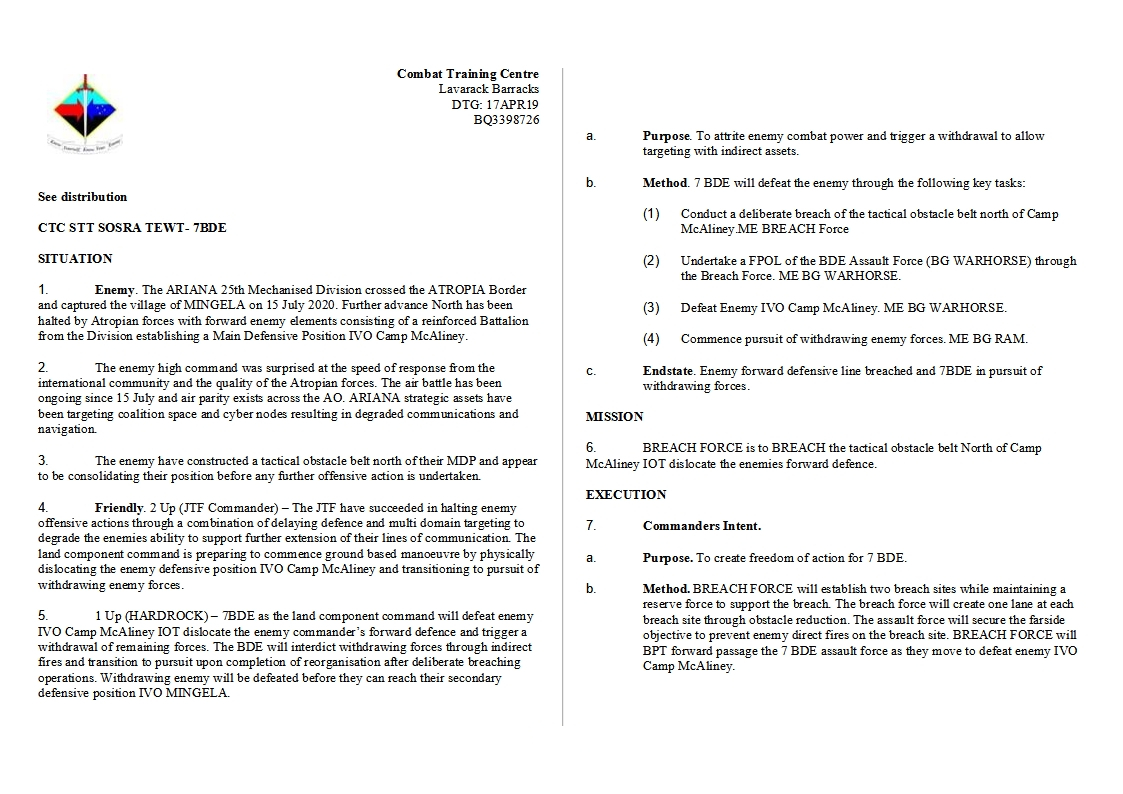 Combat Training Centre
Lavarack Barracks
DTG: 17APR19
BQ3398726
Know Yourself, Know Your Enemy
See distribution
CTC STT SOSRA TEWT- 7BDE
SITUATION
1. Enemy. The ARIANA 25th Mechanised Division crossed the ATROPIA Border
and captured the village of MINGELA on 15 July 2020. Further advance North has been
halted by Atropian forces with forward enemy elements consisting of a reinforced Battalion
from the Division establishing a Main Defensive Position IVO Camp McAliney.
2. The enemy high command was surprised at the speed of response from the
international community and the quality of the Atropian forces. The air battle has been
ongoing since 15 July and air parity exists across the AO. ARIANA strategic assets have
been targeting coalition space and cyber nodes resulting in degraded communications and
navigation.
3. The enemy have constructed a tactical obstacle belt north of their MDP and appear
to be consolidating their position before any further offensive action is undertaken.
4. Friendly. 2 Up (JTF Commander) – The JTF have succeeded in halting enemy
offensive actions through a combination of delaying defence and multi domain targeting to
degrade the enemies ability to support further extension of their lines of communication. The
land component command is preparing to commence ground based manoeuvre by physically
dislocating the enemy defensive position IVO Camp McAliney and transitioning to pursuit of
withdrawing enemy forces.
5. 1 Up (HARDROCK) – 7BDE as the land component command will defeat enemy
IVO Camp McAliney IOT dislocate the enemy commander’s forward defence and trigger a
withdrawal of remaining forces. The BDE will interdict withdrawing forces through indirect
fires and transition to pursuit upon completion of reorganisation after deliberate breaching
operations. Withdrawing enemy will be defeated before they can reach their secondary
defensive position IVO MINGELA.
a. Purpose. To attrite enemy combat power and trigger a withdrawal to allow
targeting with indirect assets.
b. Method. 7 BDE will defeat the enemy through the following key tasks:
(1) Conduct a deliberate breach of the tactical obstacle belt north of Camp
McAliney.ME BREACH Force
(2) Undertake a FPOL of the BDE Assault Force (BG WARHORSE) through
the Breach Force. ME BG WARHORSE.
(3) Defeat Enemy IVO Camp McAliney. ME BG WARHORSE.
(4) Commence pursuit of withdrawing enemy forces. ME BG RAM.
c. Endstate. Enemy forward defensive line breached and 7BDE in pursuit of
withdrawing forces.
MISSION
6. BREACH FORCE is to BREACH the tactical obstacle belt North of Camp
McAliney IOT dislocate the enemies forward defence.
EXECUTION
7. Commanders Intent.
a. Purpose. To create freedom of action for 7 BDE.
b. Method. BREACH FORCE will establish two breach sites while maintaining a
reserve force to support the breach. The breach force will create one lane at each
breach site through obstacle reduction. The assault force will secure the farside
objective to prevent enemy direct fires on the breach site. BREACH FORCE will
BPT forward passage the 7 BDE assault force as they move to defeat enemy IVO
Camp McAliney.